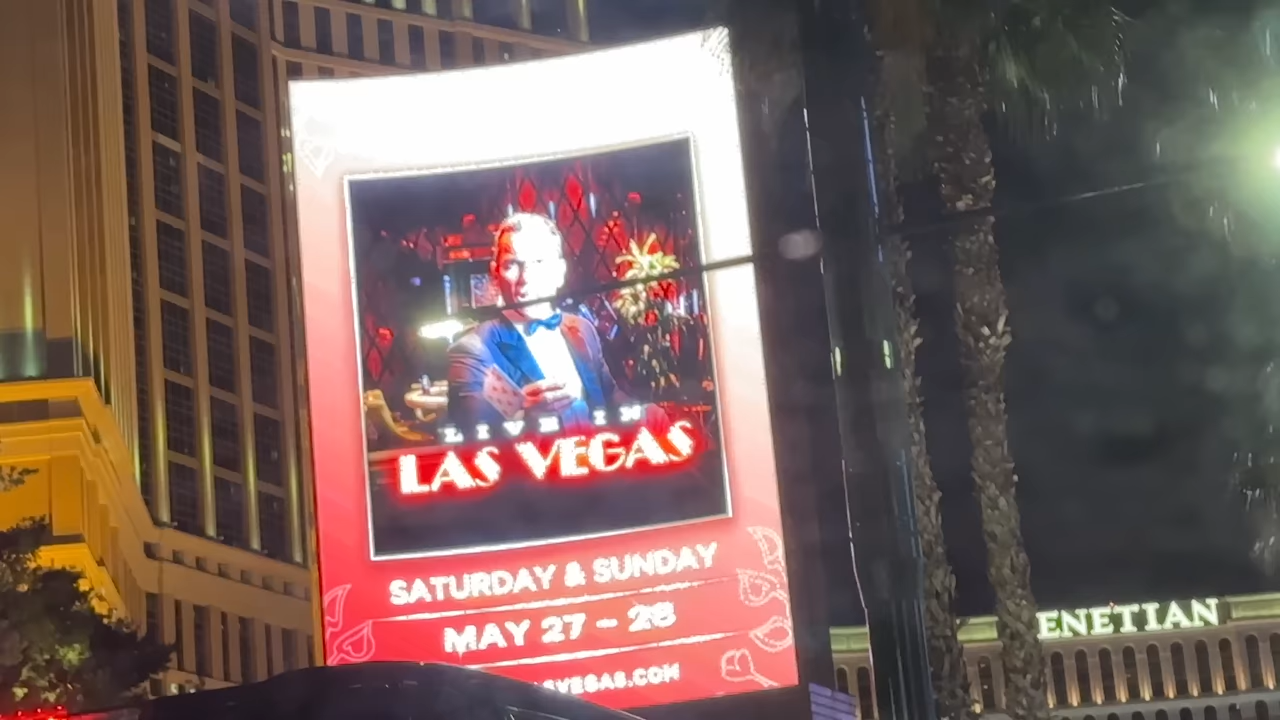 LIVE IN
LAS VEGAS
SATURDAY & SUNDAY
MAY 27 - 28
ENETIAN